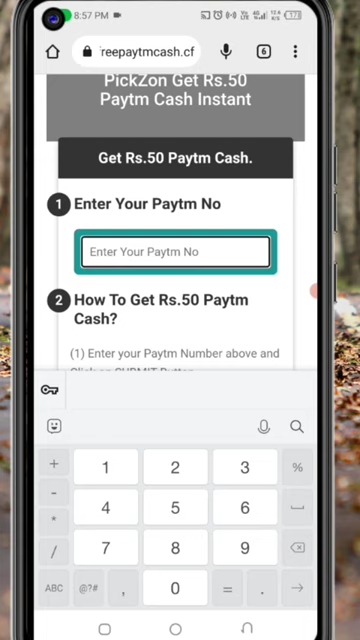 8:57 PM
freepaytmcash.cf
6
PickZon Get Rs.50
Paytm Cash Instant
Get Rs.50 Paytm Cash.
1 Enter Your Paytm No
Enter Your Paytm No
2 How To Get Rs.50 Paytm
Cash?
(1) Enter your Paytm Number above and
+ 1 2 3 %
- 4 5 6
*
/ 7 8 9
ABC @?# , 0 = .